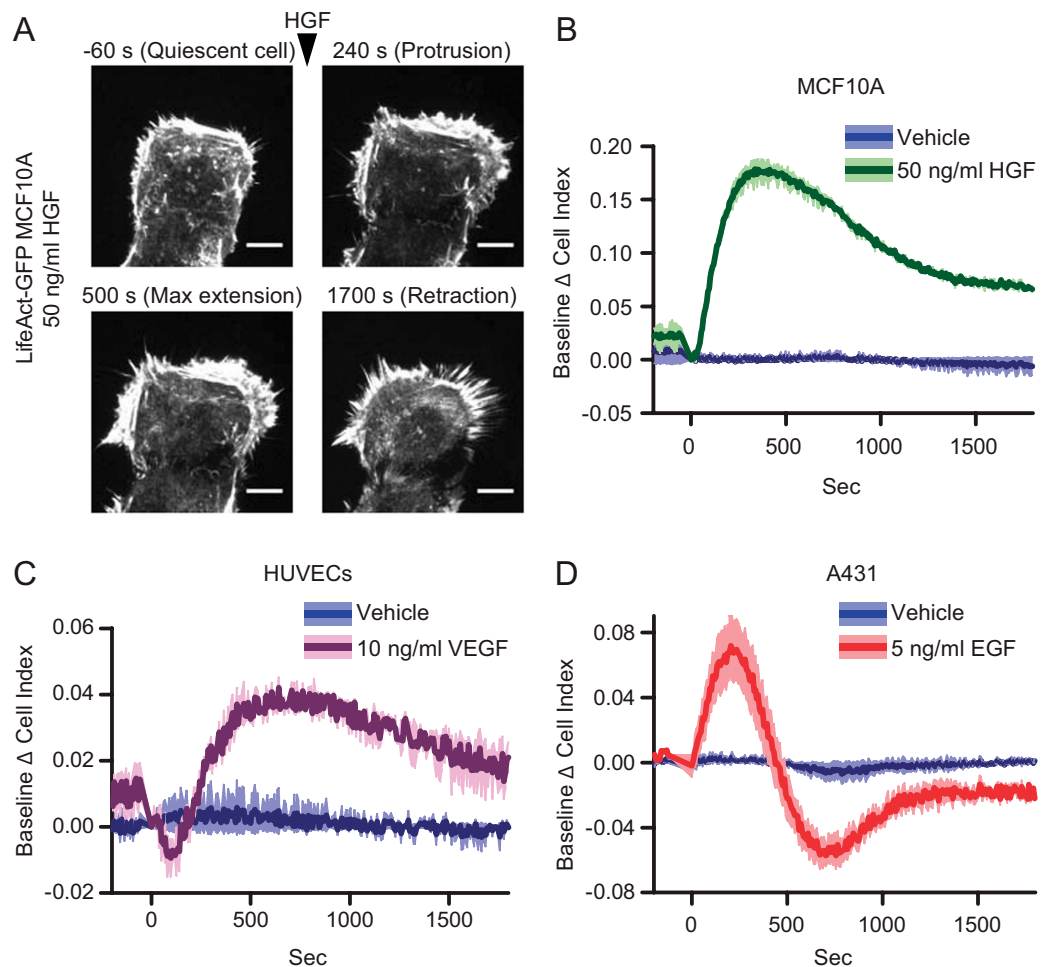 A
HGF
-60 s (Quiescent cell)
240 s (Protrusion)
500 s (Max extension)
1700 s (Retraction)
LifeAct-GFP MCF10A
50 ng/ml HGF
B
MCF10A
Vehicle
50 ng/ml HGF
Baseline Δ Cell Index
0.20
0.15
0.10
0.05
0.00
-0.05
0
500
1000
1500
Sec
C
HUVECs
Vehicle
10 ng/ml VEGF
Baseline Δ Cell Index
0.06
0.04
0.02
0.00
-0.02
0
500
1000
1500
Sec
D
A431
Vehicle
5 ng/ml EGF
Baseline Δ Cell Index
0.08
0.04
0.00
-0.04
-0.08
0
500
1000
1500
Sec